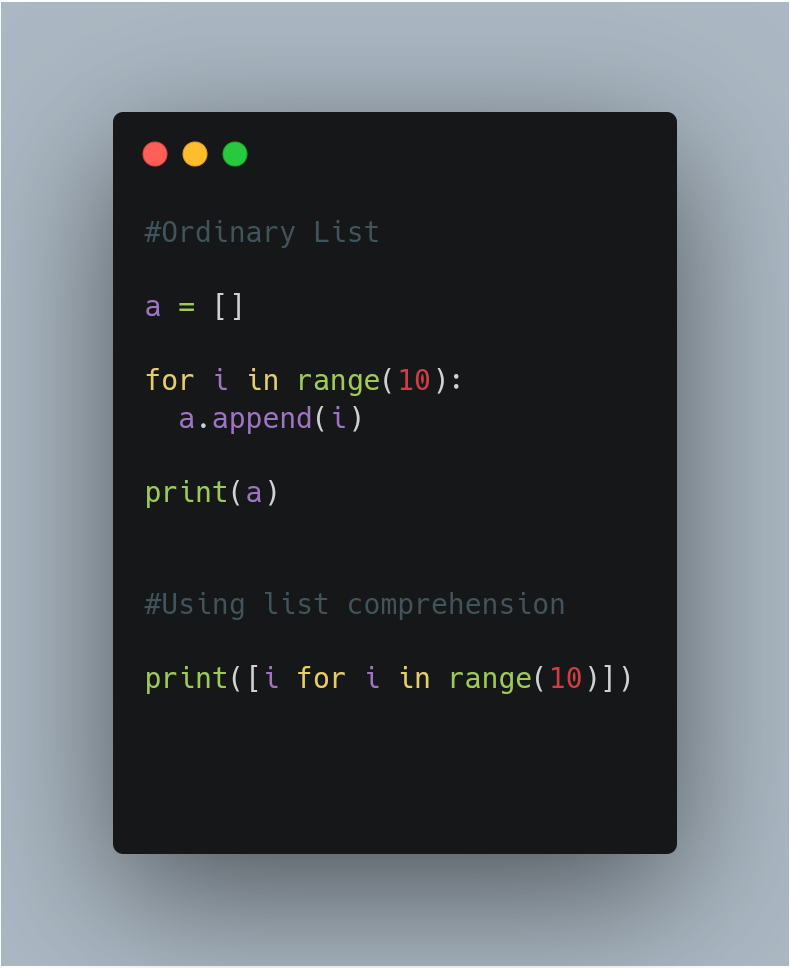 #Ordinary List
a = []
for i in range(10):
  a.append(i)
print(a)
#Using list comprehension
print([i for i in range(10)])